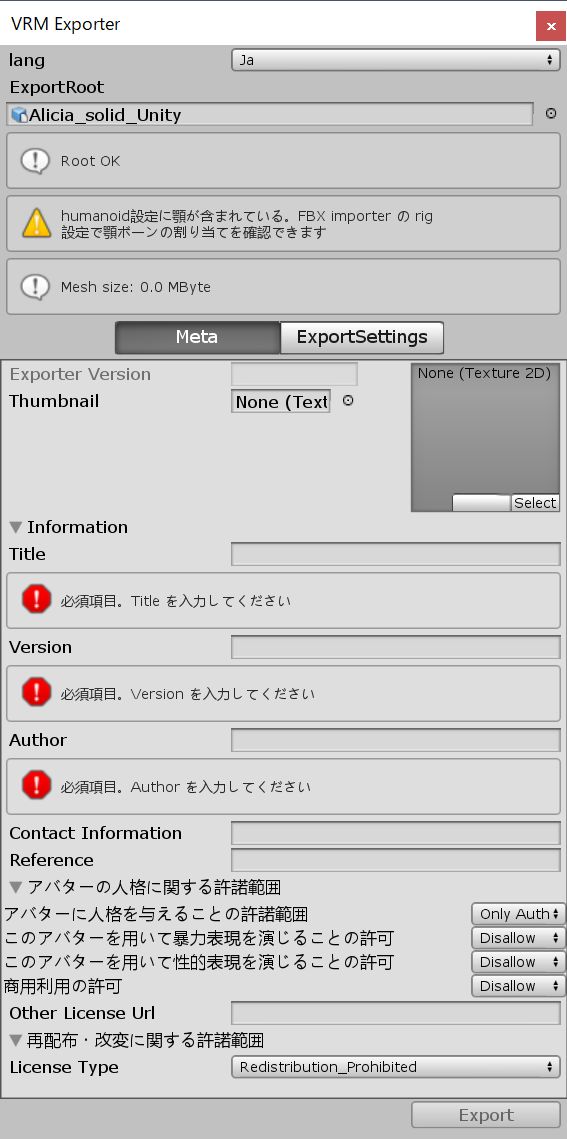 VRM Exporter
×
lang
Ja
ExportRoot
Alicia_solid_Unity
Root OK
humanoid設定に顎が含まれている。FBX importer の rig
設定で顎ボーンの割り当てを確認できます
Mesh size: 0.0 MByte
Meta
ExportSettings
Exporter Version
None (Texture 2D)
Thumbnail
None (Text
Select
Information
Title
必須項目。Title を入力してください
Version
必須項目。Version を入力してください
Author
必須項目。Author を入力してください
Contact Information
Reference
アバターの人格に関する許諾範囲
アバターに人格を与えることの許諾範囲
Only Auth
このアバターを用いて暴力表現を演じることの許可
Disallow
このアバターを用いて性的表現を演じることの許可
Disallow
商用利用の許可
Disallow
Other License Url
再配布・改変に関する許諾範囲
License Type
Redistribution_Prohibited
Export